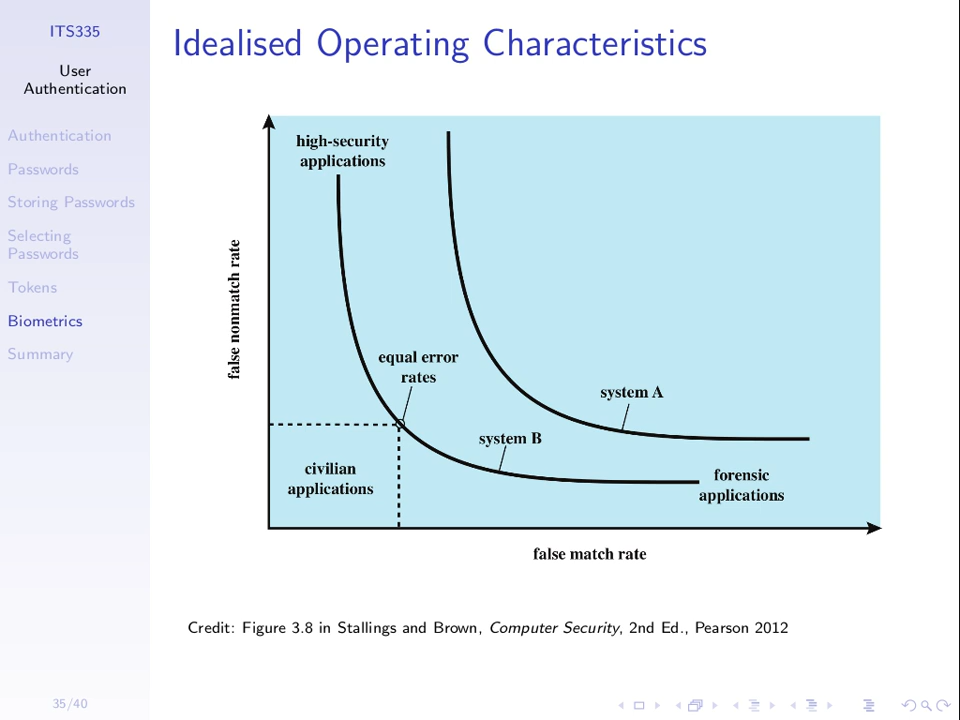 ITS335
User
Authentication
Authentication
Passwords
Storing Passwords
Selecting
Passwords
Tokens
Biometrics
Summary
35/40
Idealised Operating Characteristics
high-security
applications
false nonmatch rate
equal error
rates
system A
system B
civilian
applications
forensic
applications
false match rate
Credit: Figure 3.8 in Stallings and Brown, Computer Security, 2nd Ed., Pearson 2012